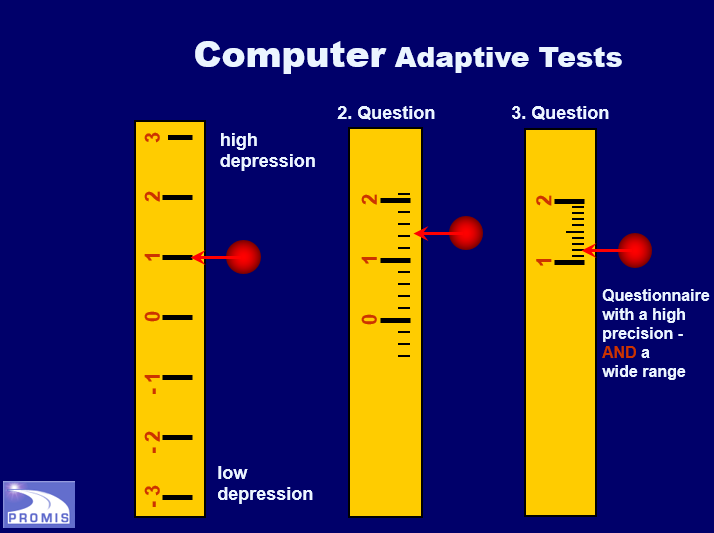 Computer Adaptive Tests
2. Question
3. Question
high
depression
3
2
1
0
- 1
- 2
- 3
low
depression
2
1
0
2
1
Questionnaire
with a high
precision -
AND a
wide range
PROMIS